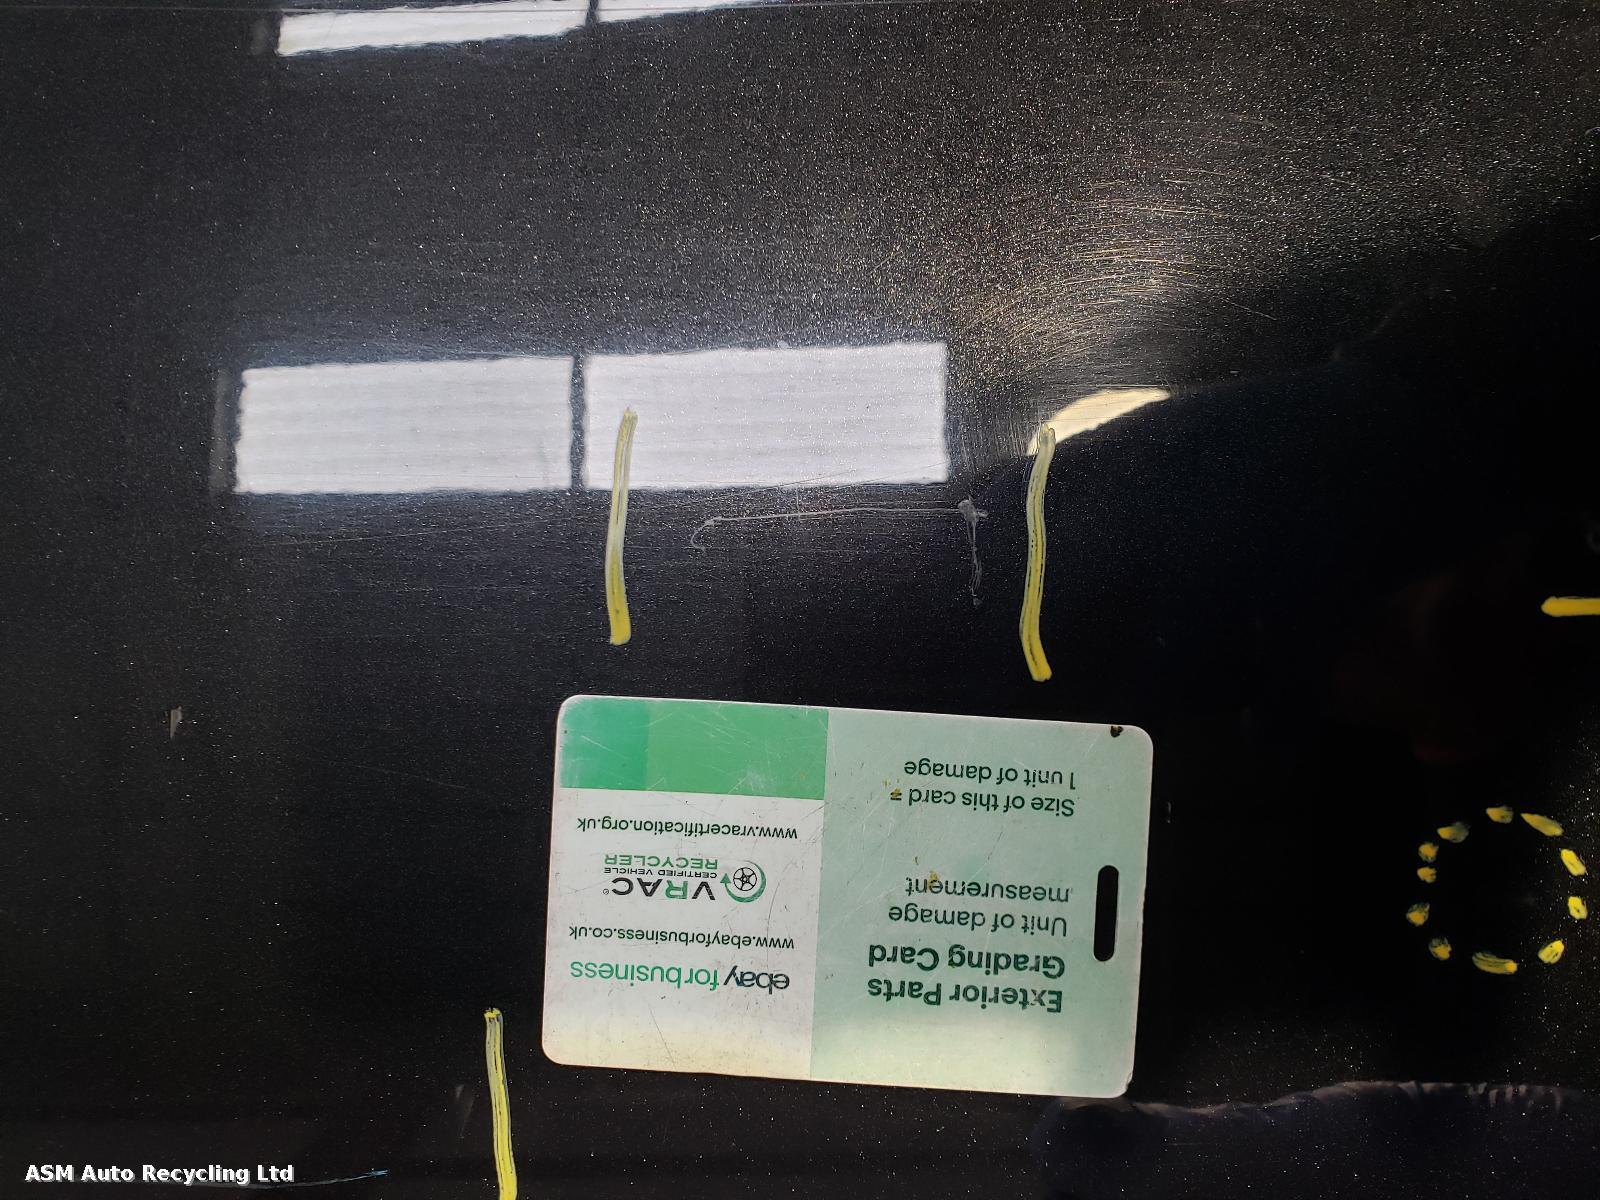 Exterior Parts
Grading Card
Unit of damage
measurement
Size of this card =
1 unit of damage
ebay for business
www.ebayforbusiness.co.uk
VRAC®
CERTIFIED VEHICLE
RECYCLER
www.vracertification.org.uk
ASM Auto Recycling Ltd